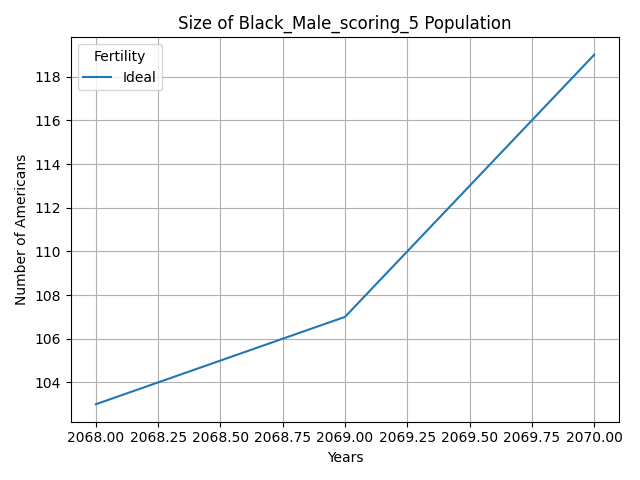 Size of Black_Male_scoring_5 Population
Fertility
Ideal
118
116
114
112
110
108
106
104
Number of Americans
2068.00 2068.25 2068.50 2068.75 2069.00 2069.25 2069.50 2069.75 2070.00
Years